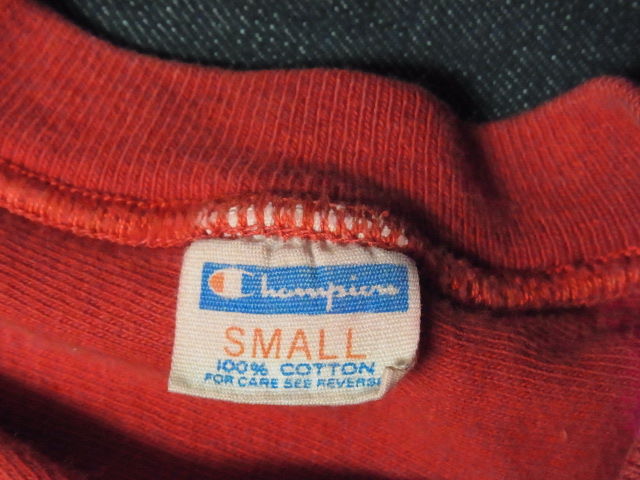 Champion
SMALL
100% COTTON
FOR CARE SEE REVERSE